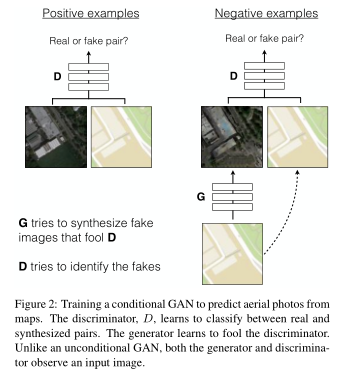 Positive examples
Negative examples
Real or fake pair?
Real or fake pair?
D
D
G
G tries to synthesize fake
images that fool D
D tries to identify the fakes
Figure 2: Training a conditional GAN to predict aerial photos from
maps. The discriminator, D, learns to classify between real and
synthesized pairs. The generator learns to fool the discriminator.
Unlike an unconditional GAN, both the generator and discrimina-
tor observe an input image.